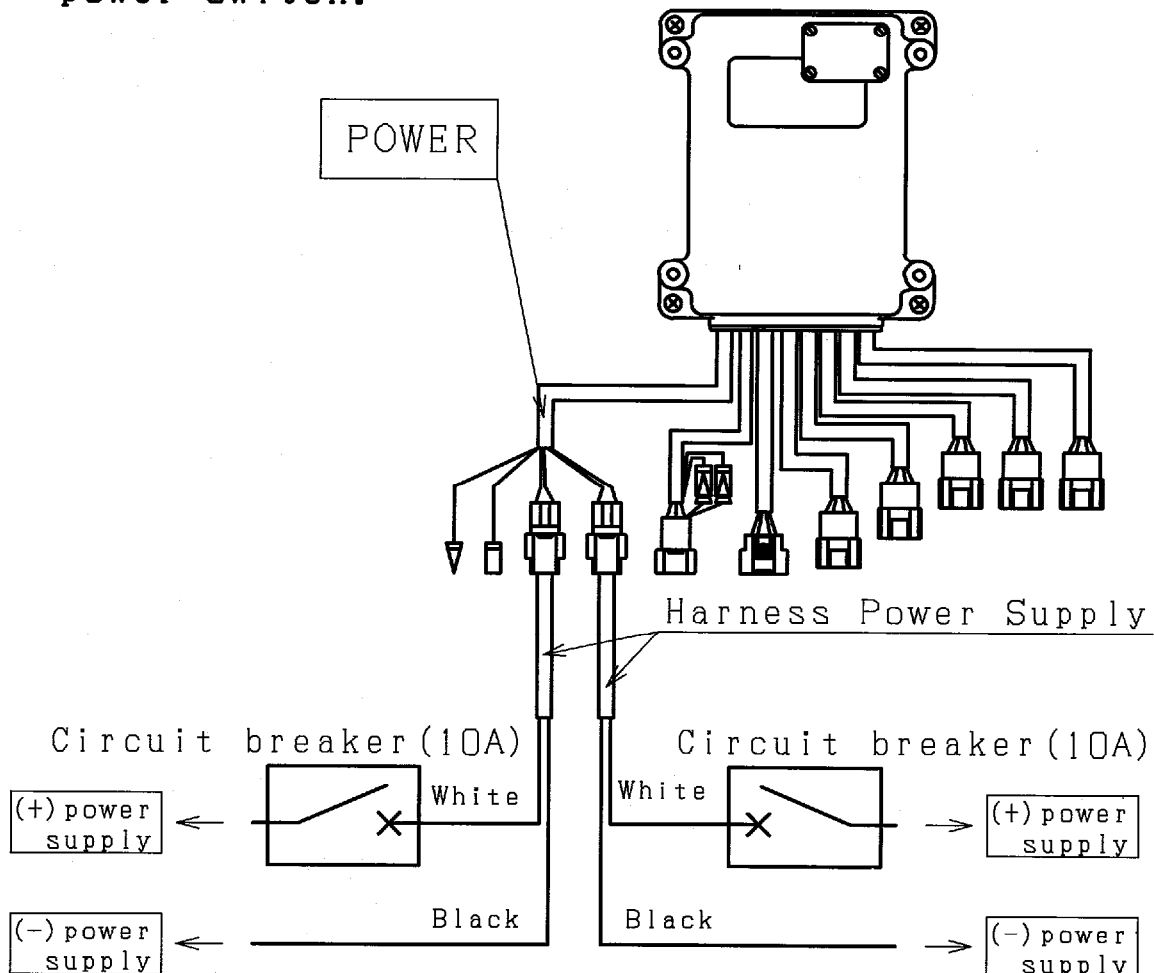 power switch.
POWER
Harness Power Supply
Circuit breaker(10A)
Circuit breaker(10A)
(+)power
supply
White
White
(+)power
supply
(-)power
supply
Black
Black
(-)power
supply